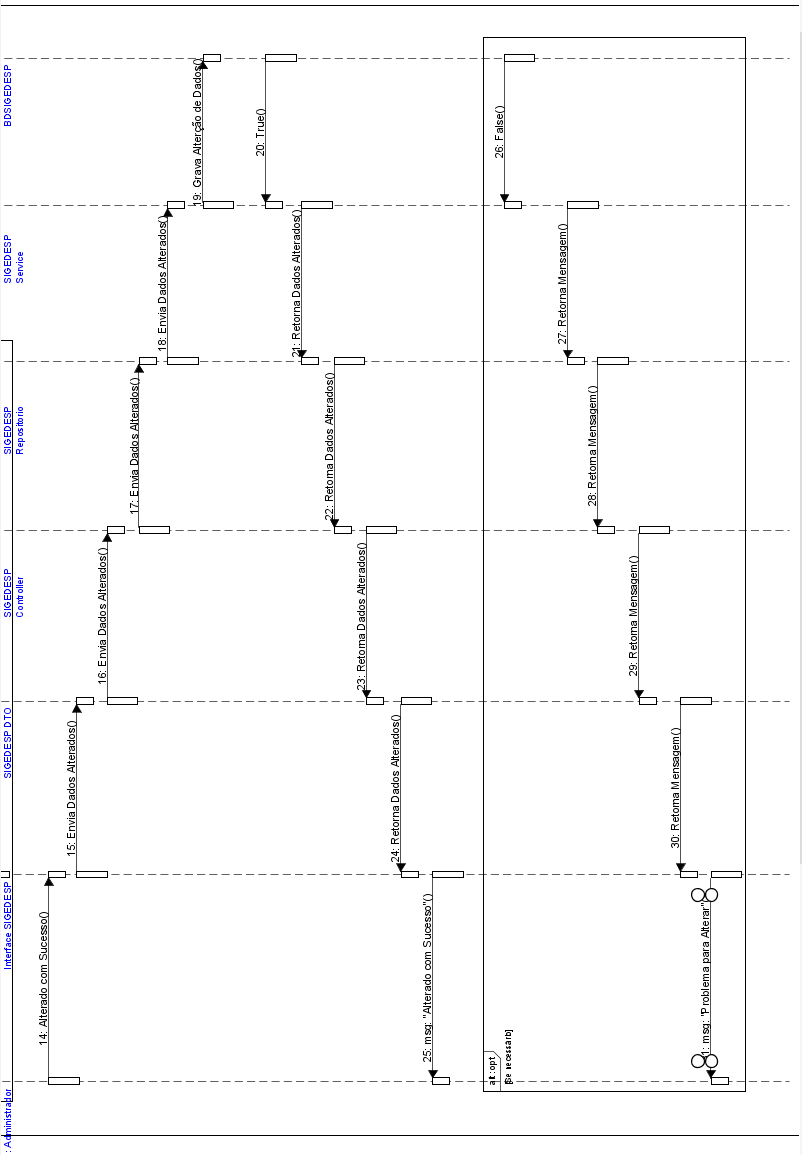 : Administrador
Interface SIGEDESP
SIGEDESP DTO
SIGEDESP
Controller
SIGEDESP
Repositorio
SIGEDESP
Service
BDSIGEDESP
14: Alterado com Sucesso()
15: Envia Dados Alterados()
16: Envia Dados Alterados()
17: Envia Dados Alterados()
18: Envia Dados Alterados()
19: Grava Alterção de Dados()
20: True()
21: Retorna Dados Alterados()
22: Retorna Dados Alterados()
23: Retorna Dados Alterados()
24: Retorna Dados Alterados()
25: msg: "Alterado com Sucesso"()
alt:opt
[se necessário]
26: False()
27: Retorna Mensagem()
28: Retorna Mensagem()
29: Retorna Mensagem()
30: Retorna Mensagem()
1: msg: "Problema para Alterar"